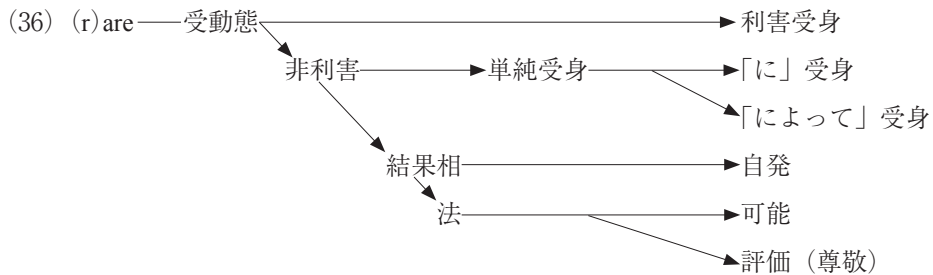 (36) (r)are 受動態 利害受身
非利害 単純受身 「に」受身
「によって」受身
結果相 自発
法 可能
評価（尊敬）